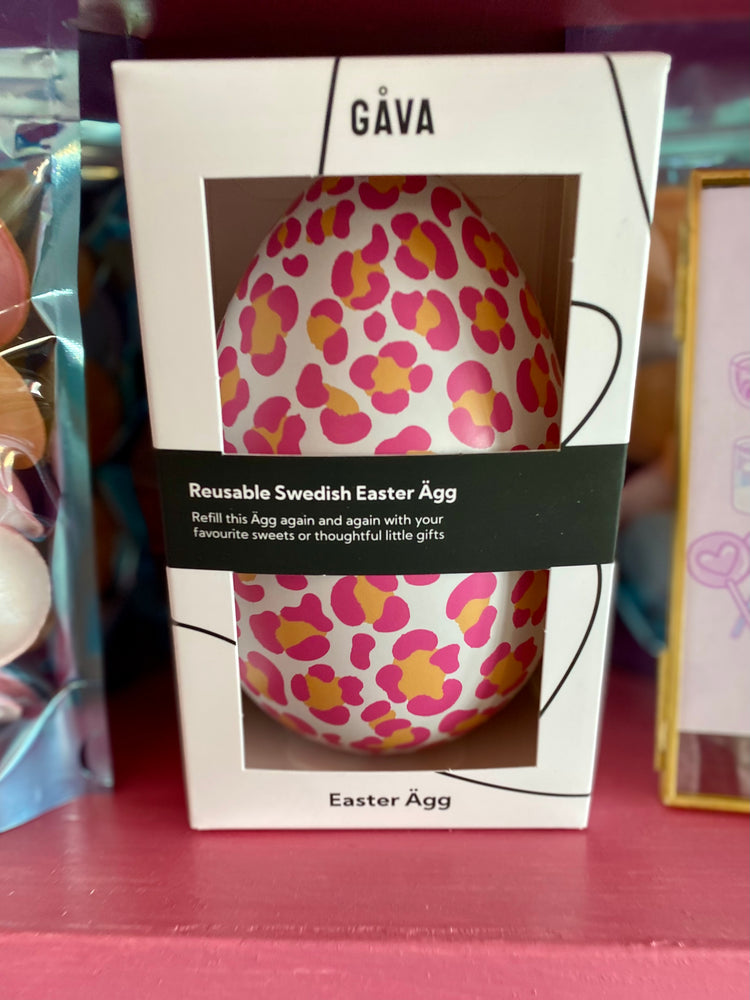 GÅVA
Reusable Swedish Easter Ägg
Refill this Ägg again and again with your
favourite sweets or thoughtful little gifts
Easter Ägg